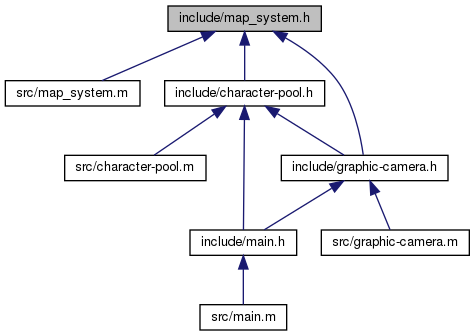 include/map_system.h
src/map_system.m
include/character-pool.h
src/character-pool.m
include/graphic-camera.h
include/main.h
src/graphic-camera.m
src/main.m